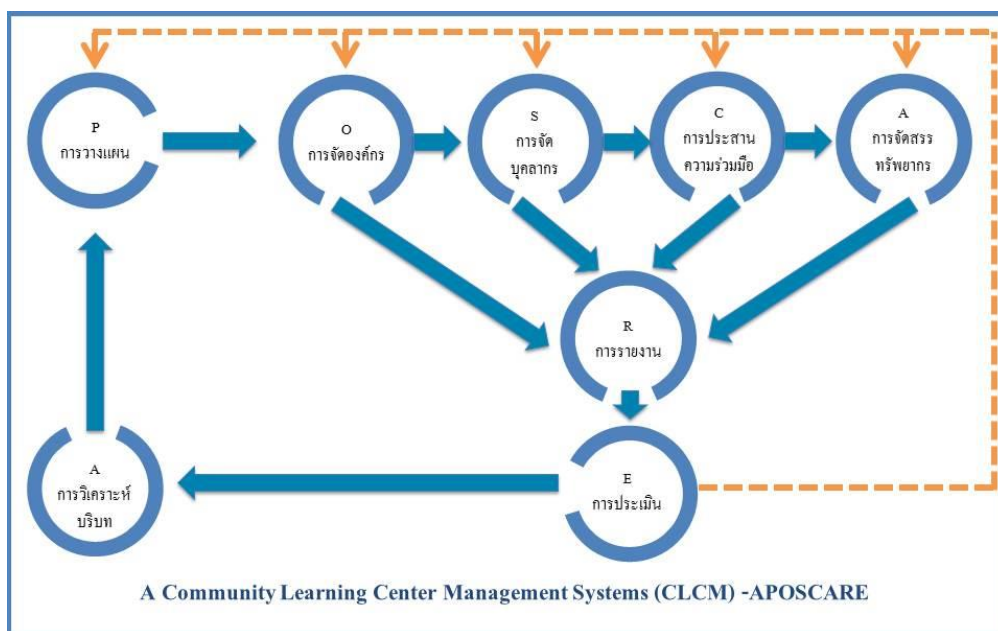 P
การวางแผน
O
การจัดองค์กร
S
การจัด
บุคลากร
C
การประสาน
ความร่วมมือ
A
การจัดสรร
ทรัพยากร
R
การรายงาน
A
การวิเคราะห์
บริบท
E
การประเมิน
A Community Learning Center Management Systems (CLCM) -APOSCARE